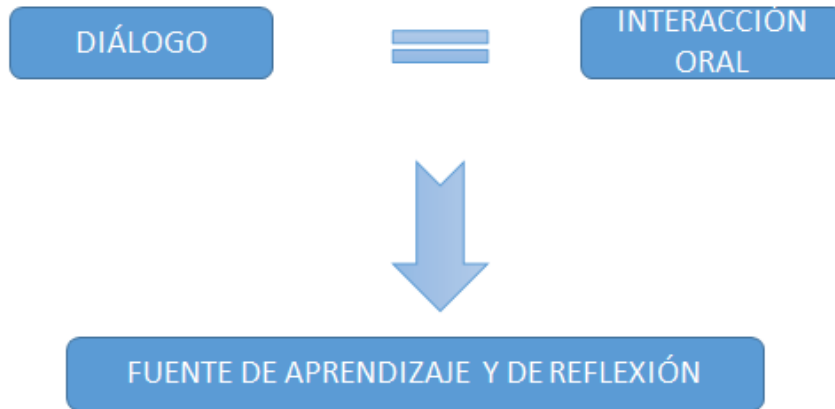 DIÁLOGO
INTERACCIÓN
ORAL
FUENTE DE APRENDIZAJE Y DE REFLEXIÓN